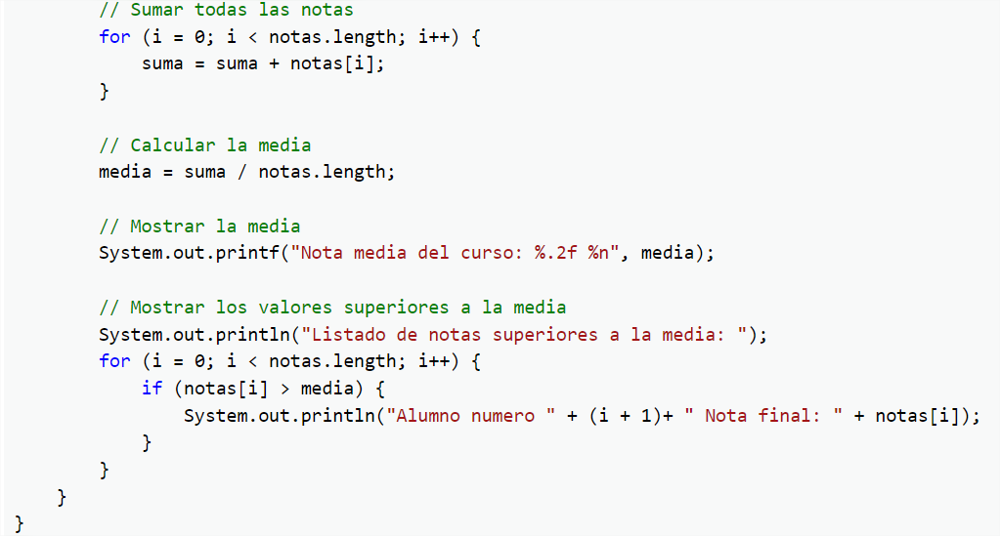 // Sumar todas las notas
for (i = 0; i < notas.length; i++) {
suma = suma + notas[i];
}
// Calcular la media
media = suma / notas.length;
// Mostrar la media
System.out.printf("Nota media del curso: %.2f %n", media);
// Mostrar los valores superiores a la media
System.out.println("Listado de notas superiores a la media: ");
for (i = 0; i < notas.length; i++) {
if (notas[i] > media) {
System.out.println("Alumno numero " + (i + 1)+ " Nota final: " + notas[i]);
}
}
}
}